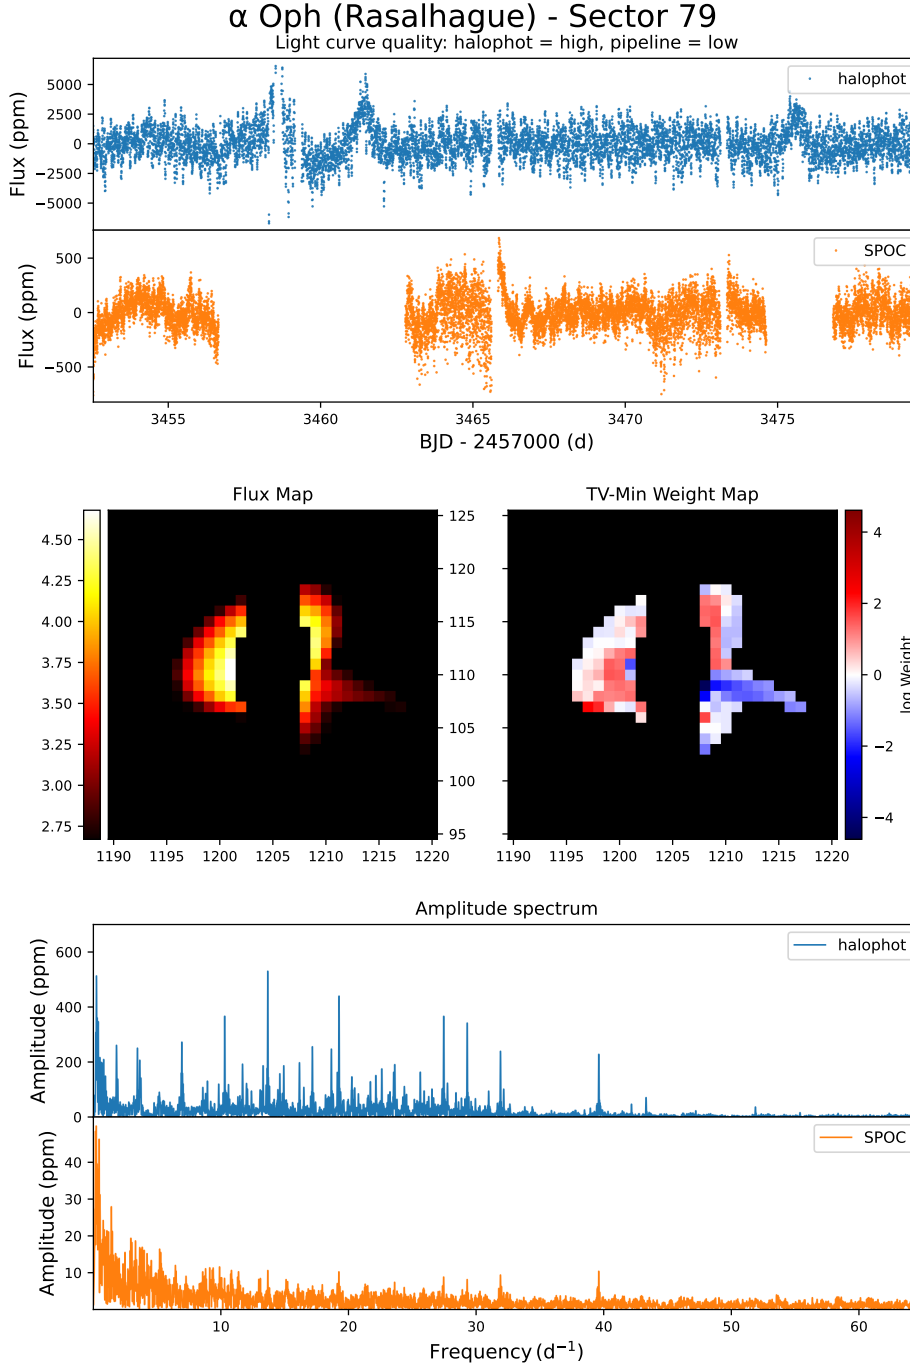 α Oph (Rasalhague) - Sector 79
Light curve quality: halophot = high, pipeline = low
halophot
Flux (ppm)
5000
2500
0
−2500
−5000
SPOC
Flux (ppm)
500
0
−500
3455 3460 3465 3470 3475
BJD - 2457000 (d)
Flux Map
TV-Min Weight Map
4.50
4.25
4.00
3.75
3.50
3.25
3.00
2.75
125
120
115
110
105
100
95
1190 1195 1200 1205 1210 1215 1220
1190 1195 1200 1205 1210 1215 1220
4
2
0
−2
−4
log Weight
Amplitude spectrum
halophot
Amplitude (ppm)
600
400
200
0
SPOC
Amplitude (ppm)
40
30
20
10
0 10 20 30 40 50 60
Frequency (d⁻¹)